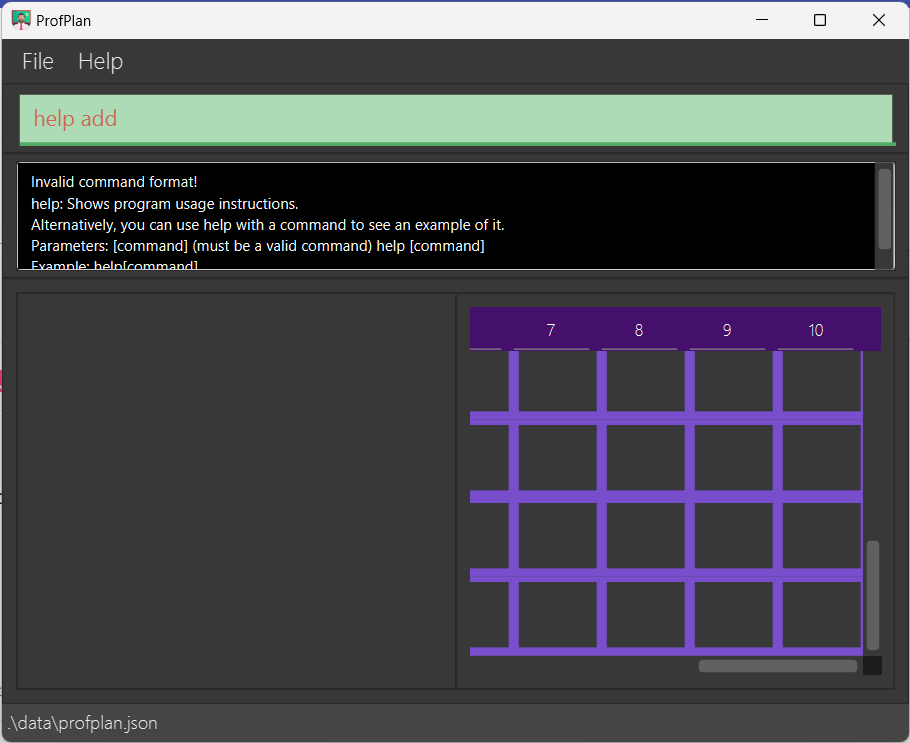 ProfPlan
File Help
help add
Invalid command format!
help: Shows program usage instructions.
Alternatively, you can use help with a command to see an example of it.
Parameters: [command] (must be a valid command) help [command]
Example: help[command]
7 8 9 10
.\data\profplan.json